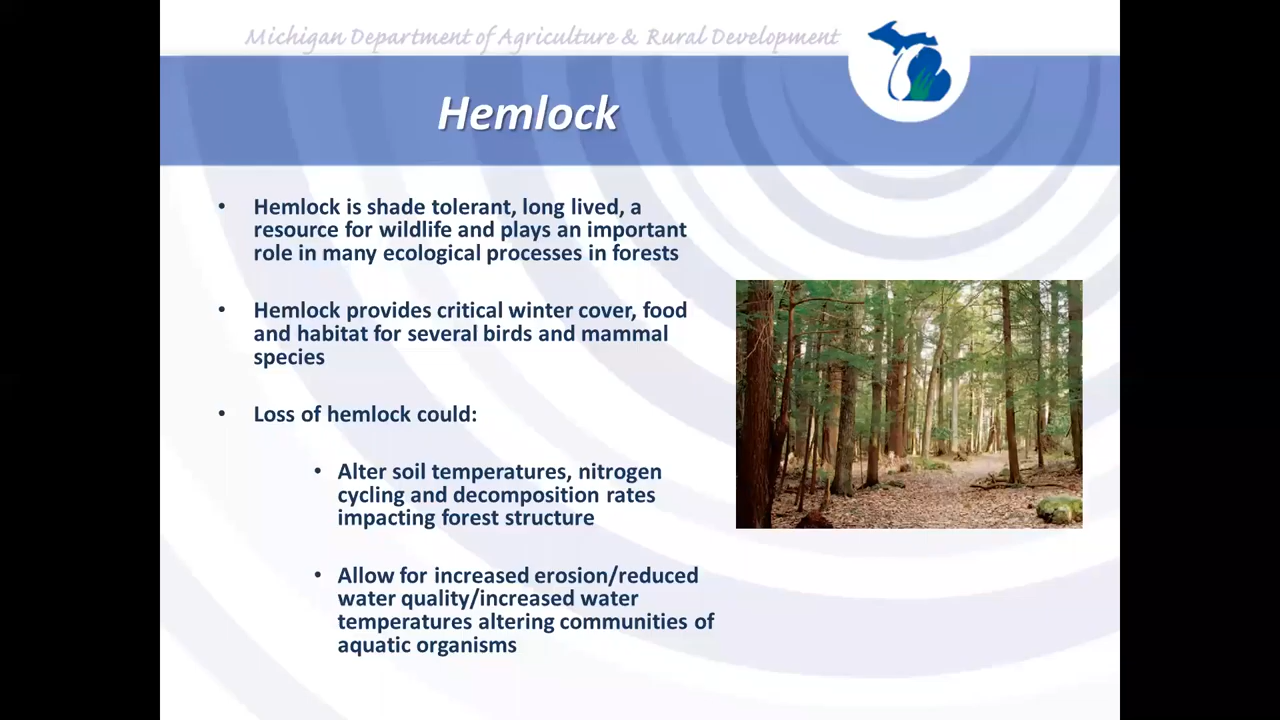 Michigan Department of Agriculture & Rural Development
Hemlock
• Hemlock is shade tolerant, long lived, a
resource for wildlife and plays an important
role in many ecological processes in forests
• Hemlock provides critical winter cover, food
and habitat for several birds and mammal
species
• Loss of hemlock could:
• Alter soil temperatures, nitrogen
cycling and decomposition rates
impacting forest structure
• Allow for increased erosion/reduced
water quality/increased water
temperatures altering communities of
aquatic organisms